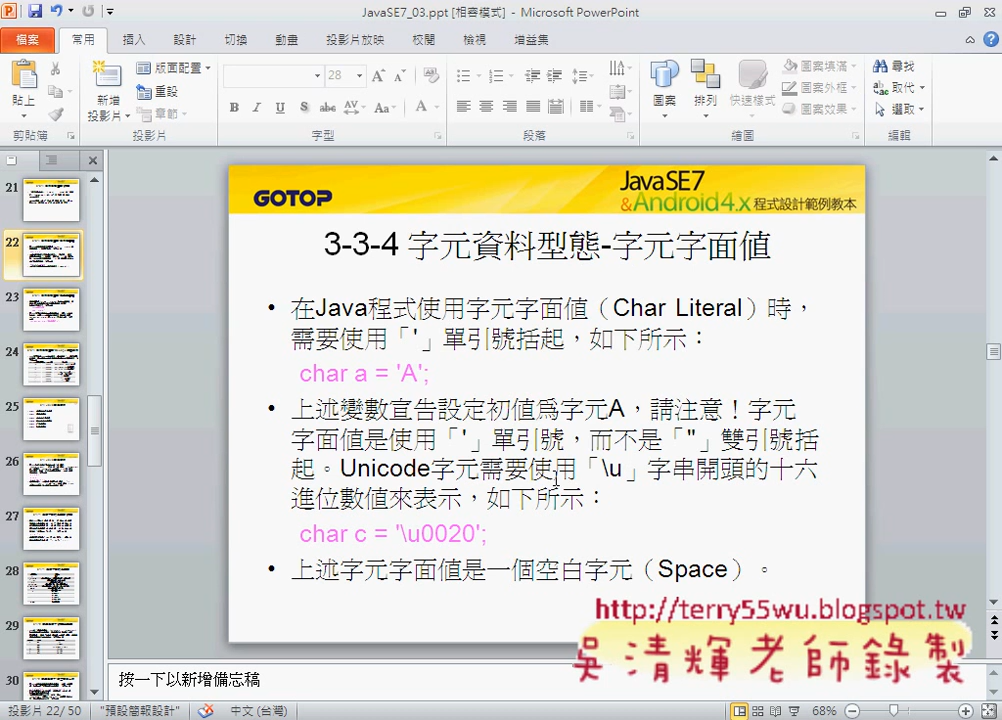 JavaSE7_03.ppt [相容模式] - Microsoft PowerPoint
檔案 常用 插入 設計 切換 動畫 投影片放映 校閱 檢視 增益集
貼上 新增投影片 版面配置 重設 章節 28 圖案 排列 快速樣式 圖案填滿 圖案外框 圖案效果 尋找 取代 選取
剪貼簿 投影片 字型 段落 繪圖 編輯
21
22
23
24
25
26
27
28
29
30
GOTOP
JavaSE7
&Android4.x 程式設計範例教本
3-3-4 字元資料型態-字元字面值
• 在Java程式使用字元字面值（Char Literal）時，
需要使用「'」單引號括起，如下所示：
char a = 'A';
• 上述變數宣告設定初值為字元A，請注意！字元
字面值是使用「'」單引號，而不是「"」雙引號括
起。Unicode字元需要使用「\u」字串開頭的十六
進位數值來表示，如下所示：
char c = '\u0020';
• 上述字元字面值是一個空白字元（Space）。
http://terry55wu.blogspot.tw
吳清輝老師錄製
按一下以新增備忘稿
投影片 22/50 "預設簡報設計" 中文 (台灣) 68%